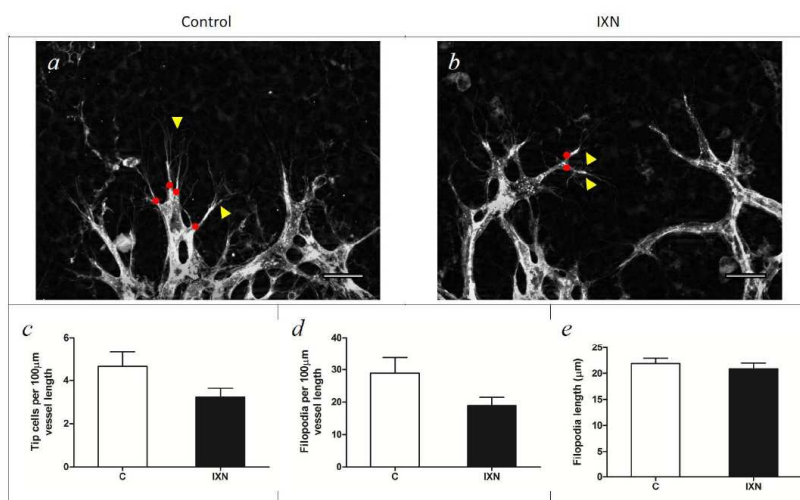 Control
IXN
a
b
c
6
4
2
0
Tip cells per 100µm
vessel length
C
IXN
d
40
30
20
10
0
Filopodia per 100µm
vessel length
C
IXN
e
25
20
15
10
5
0
Filopodia length (µm)
C
IXN